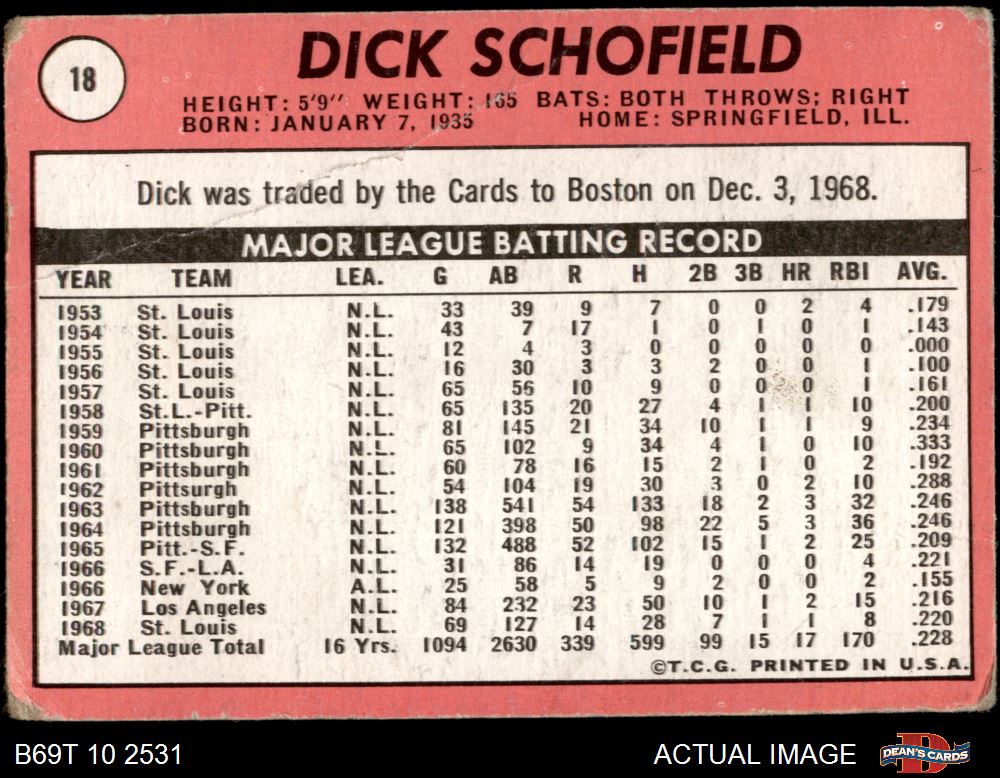 18
DICK SCHOFIELD
HEIGHT: 5'9" WEIGHT: 165 BATS: BOTH THROWS; RIGHT
BORN: JANUARY 7, 1935 HOME: SPRINGFIELD, ILL.
Dick was traded by the Cards to Boston on Dec. 3, 1968.
MAJOR LEAGUE BATTING RECORD
YEAR TEAM LEA. G AB R H 2B 3B HR RBI AVG.
1953 St. Louis N.L. 33 39 9 7 0 0 2 4 .179
1954 St. Louis N.L. 43 7 17 1 0 1 0 1 .143
1955 St. Louis N.L. 12 4 3 0 0 0 0 0 .000
1956 St. Louis N.L. 16 30 3 3 2 0 0 1 .100
1957 St. Louis N.L. 65 56 10 9 0 0 0 1 .161
1958 St.L.-Pitt. N.L. 65 135 20 27 4 1 1 10 .200
1959 Pittsburgh N.L. 81 145 21 34 10 1 1 9 .234
1960 Pittsburgh N.L. 65 102 9 34 4 1 0 10 .333
1961 Pittsburgh N.L. 60 78 16 15 2 1 0 2 .192
1962 Pittsurgh N.L. 54 104 19 30 3 0 2 10 .288
1963 Pittsburgh N.L. 138 541 54 133 18 2 3 32 .246
1964 Pittsburgh N.L. 121 398 50 98 22 5 3 36 .246
1965 Pitt.-S.F. N.L. 132 488 52 102 15 1 2 25 .209
1966 S.F.-L.A. N.L. 31 86 14 19 0 0 0 4 .221
1966 New York A.L. 25 58 5 9 2 0 0 2 .155
1967 Los Angeles N.L. 84 232 23 50 10 1 2 15 .216
1968 St. Louis N.L. 69 127 14 28 7 1 1 8 .220
Major League Total 16 Yrs. 1094 2630 339 599 99 15 17 170 .228
©T.C.G. PRINTED IN U.S.A.
B69T 10 2531 ACTUAL IMAGE DEAN'S CARDS